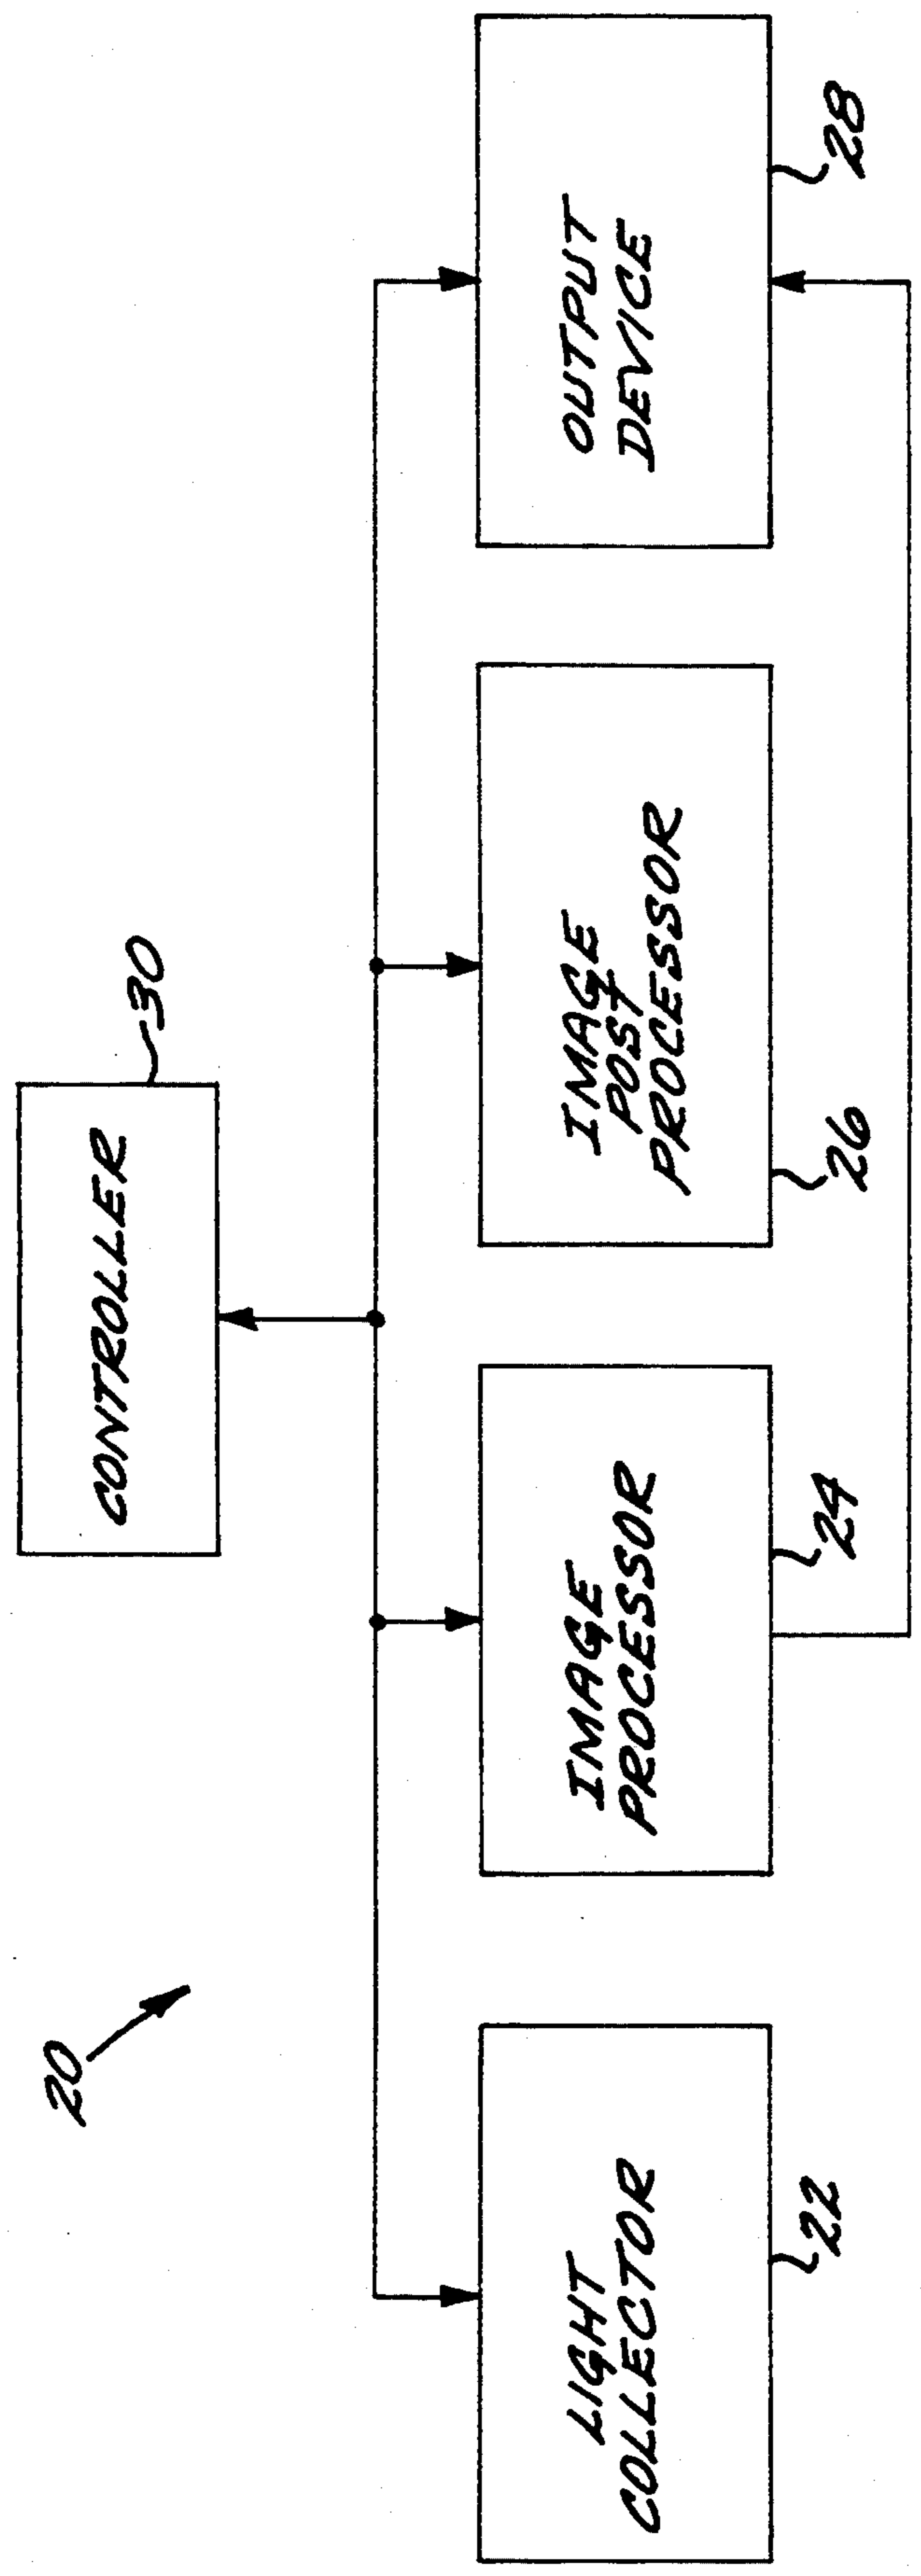 20
CONTROLLER
30
LIGHT
COLLECTOR
22
IMAGE
PROCESSOR
24
IMAGE
POST
PROCESSOR
26
OUTPUT
DEVICE
28